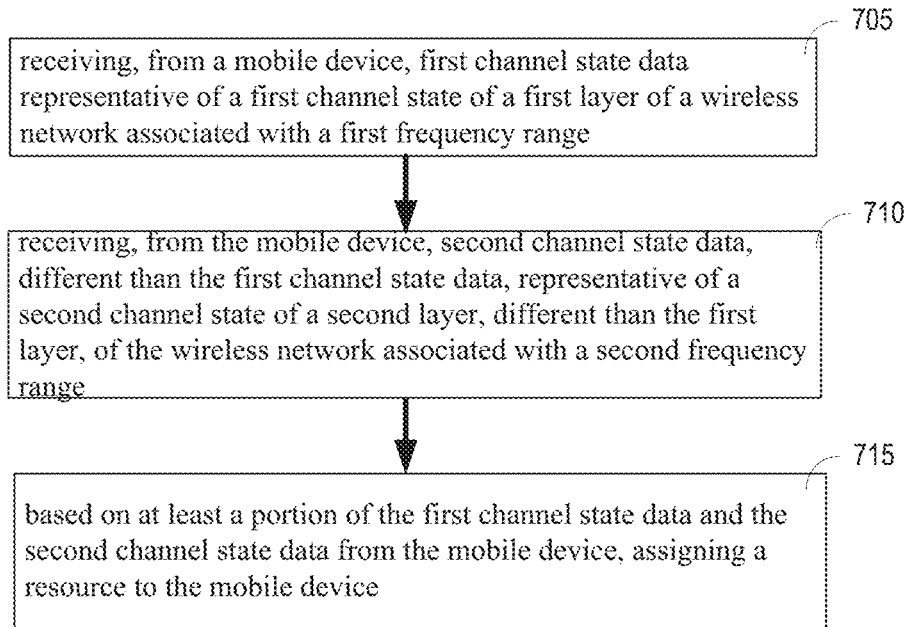 705
receiving, from a mobile device, first channel state data
representative of a first channel state of a first layer of a wireless
network associated with a first frequency range
710
receiving, from the mobile device, second channel state data,
different than the first channel state data, representative of a
second channel state of a second layer, different than the first
layer, of the wireless network associated with a second frequency
range
715
based on at least a portion of the first channel state data and the
second channel state data from the mobile device, assigning a
resource to the mobile device